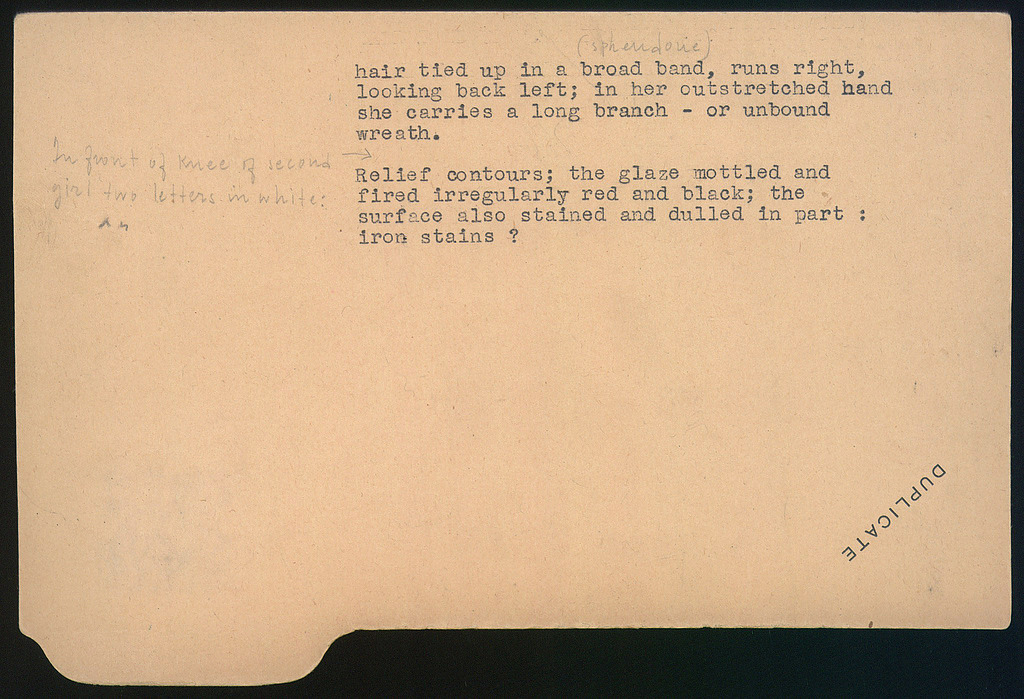 (sphendone)
hair tied up in a broad band, runs right,
looking back left; in her outstretched hand
she carries a long branch - or unbound
wreath.
In front of knee of second →
girl two letters in white:
Relief contours; the glaze mottled and
fired irregularly red and black; the
surface also stained and dulled in part :
iron stains ?
DUPLICATE